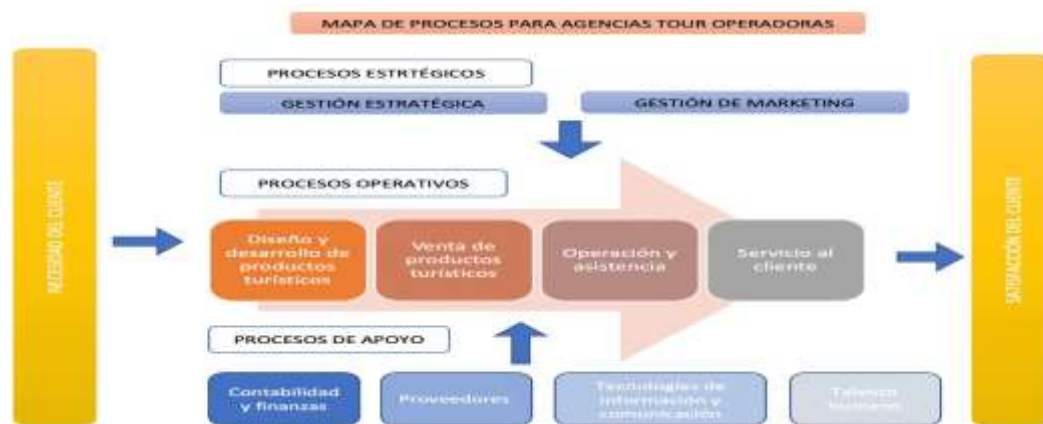 MAPA DE PROCESOS PARA AGENCIAS TOUR OPERADORAS
NECESIDAD DEL CLIENTE
PROCESOS ESTRTÉGICOS
GESTIÓN ESTRATÉGICA
GESTIÓN DE MARKETING
PROCESOS OPERATIVOS
Diseño y
desarrollo de
productos
turísticos
Venta de
productos
turísticos
Operación y
asistencia
Servicio al
cliente
PROCESOS DE APOYO
Contabilidad
y finanzas
Proveedores
Tecnologías de
información y
comunicación
Talento
humano
SATISFACCIÓN DEL CLIENTE